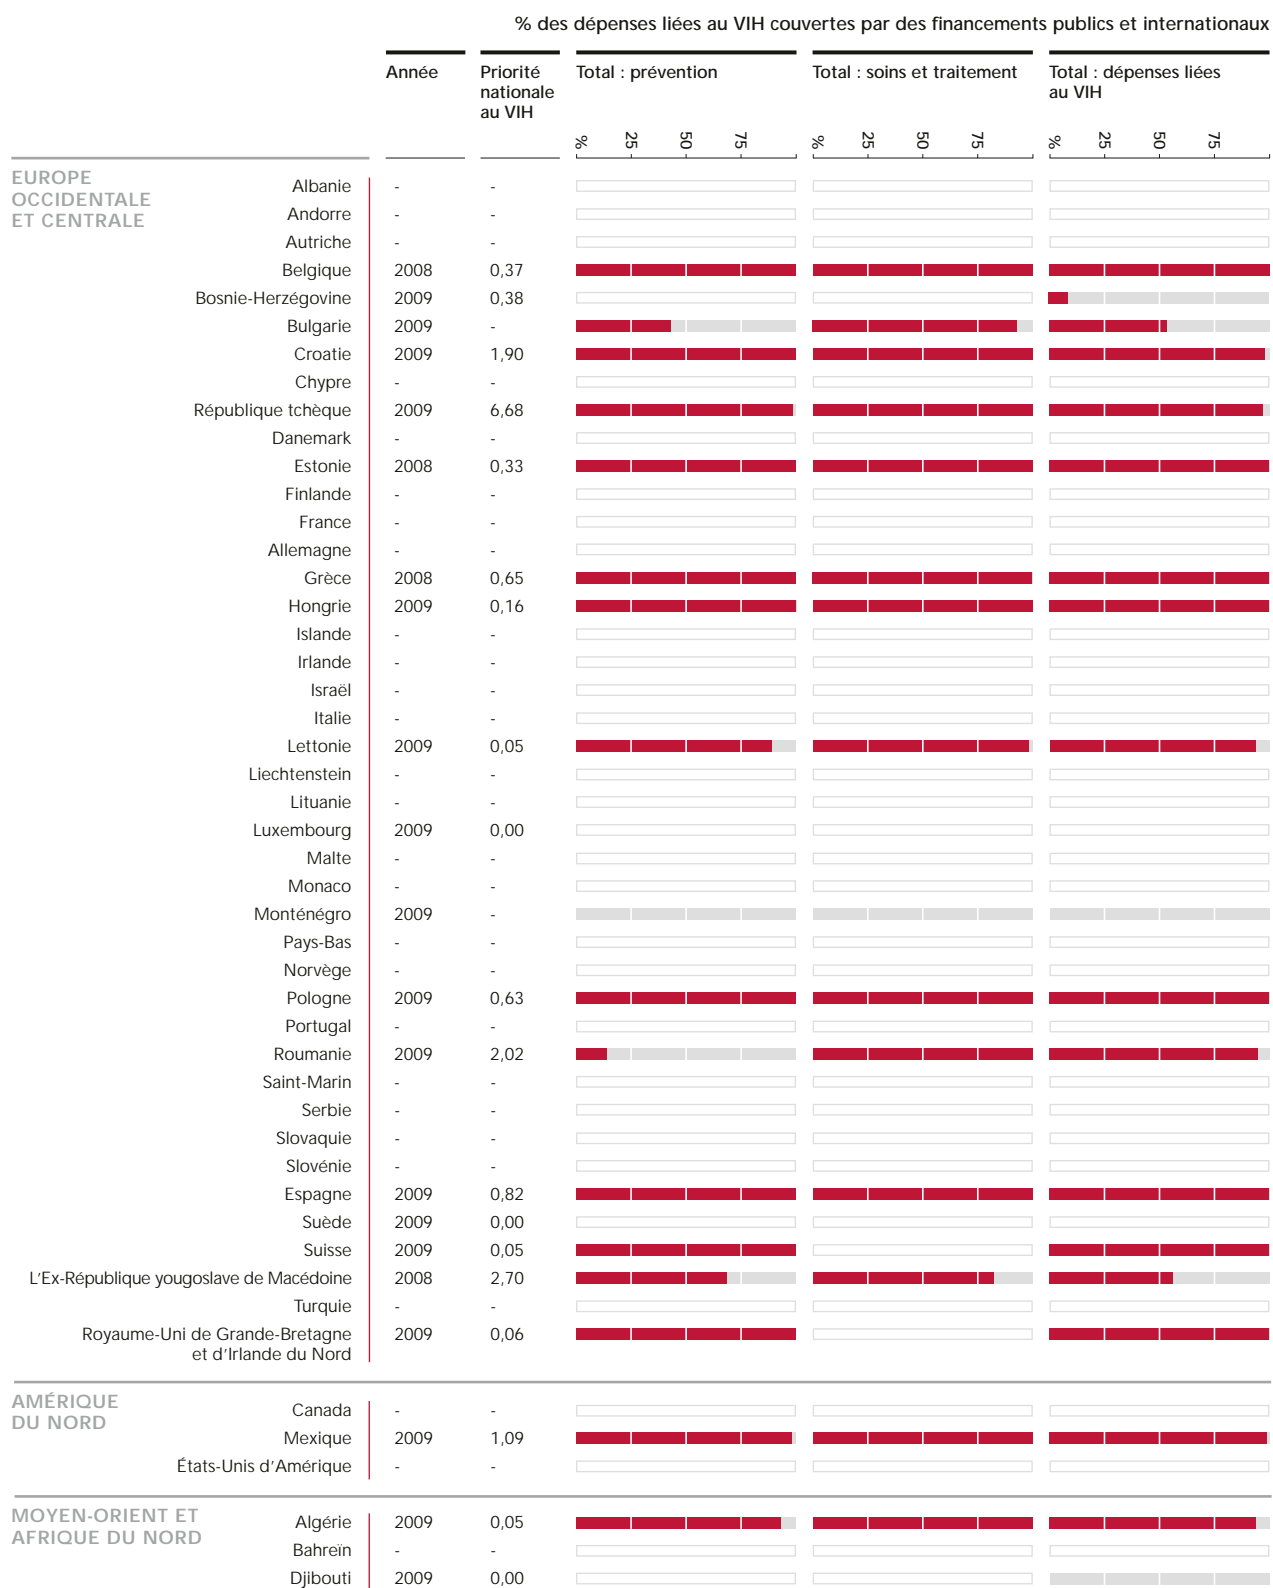 % des dépenses liées au VIH couvertes par des financements publics et internationaux
Année
Priorité
nationale
au VIH
Total : prévention
Total : soins et traitement
Total : dépenses liées
au VIH
% 25 50 75
% 25 50 75
% 25 50 75
EUROPE
OCCIDENTALE
ET CENTRALE
Albanie - -
Andorre - -
Autriche - -
Belgique 2008 0,37
Bosnie-Herzégovine 2009 0,38
Bulgarie 2009 -
Croatie 2009 1,90
Chypre - -
République tchèque 2009 6,68
Danemark - -
Estonie 2008 0,33
Finlande - -
France - -
Allemagne - -
Grèce 2008 0,65
Hongrie 2009 0,16
Islande - -
Irlande - -
Israël - -
Italie - -
Lettonie 2009 0,05
Liechtenstein - -
Lituanie - -
Luxembourg 2009 0,00
Malte - -
Monaco - -
Monténégro 2009 -
Pays-Bas - -
Norvège - -
Pologne 2009 0,63
Portugal - -
Roumanie 2009 2,02
Saint-Marin - -
Serbie - -
Slovaquie - -
Slovénie - -
Espagne 2009 0,82
Suède 2009 0,00
Suisse 2009 0,05
L'Ex-République yougoslave de Macédoine 2008 2,70
Turquie - -
Royaume-Uni de Grande-Bretagne 2009 0,06
et d'Irlande du Nord
AMÉRIQUE
DU NORD
Canada - -
Mexique 2009 1,09
États-Unis d'Amérique - -
MOYEN-ORIENT ET
AFRIQUE DU NORD
Algérie 2009 0,05
Bahreïn - -
Djibouti 2009 0,00